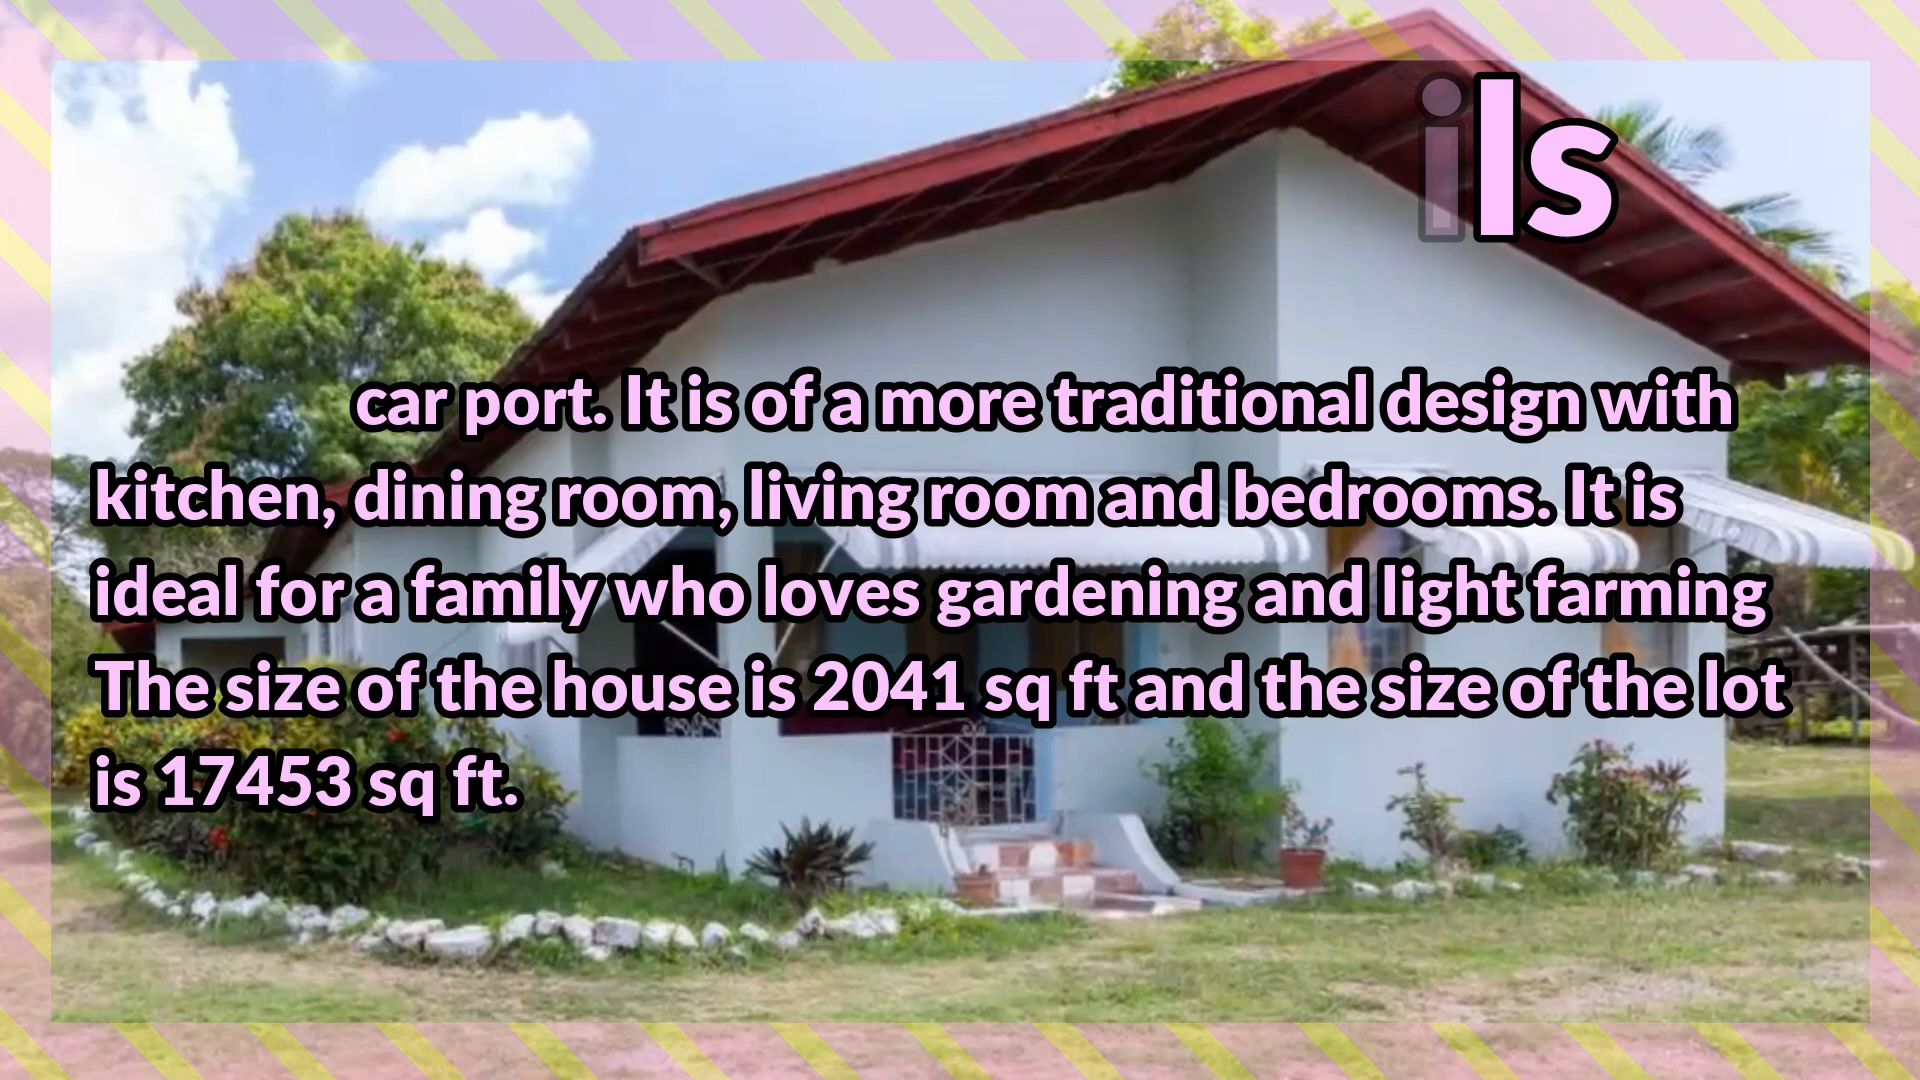 ils
car port. It is of a more traditional design with
kitchen, dining room, living room and bedrooms. It is
ideal for a family who loves gardening and light farming
The size of the house is 2041 sq ft and the size of the lot
is 17453 sq ft.